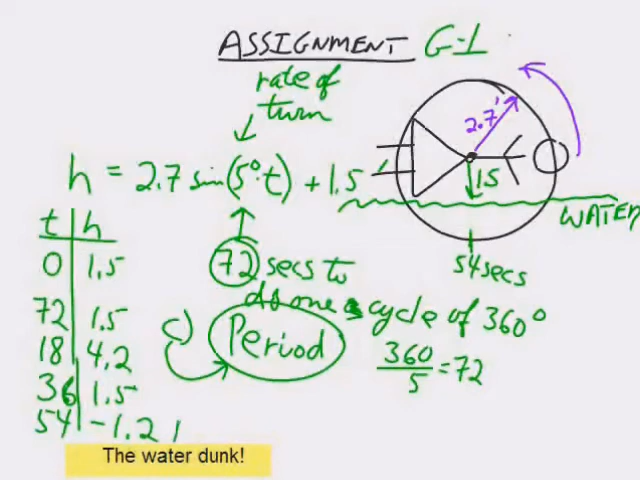 ASSIGNMENT G-1
rate of
turn
h = 2.7 sin(5°·t) + 1.5
2.7'
1.5
WATER
54 secs
t h
0 1.5
72 1.5
18 4.2
36 1.5
54 -1.2
72 secs to
do one cycle of 360°
c) Period
360/5 = 72
The water dunk!